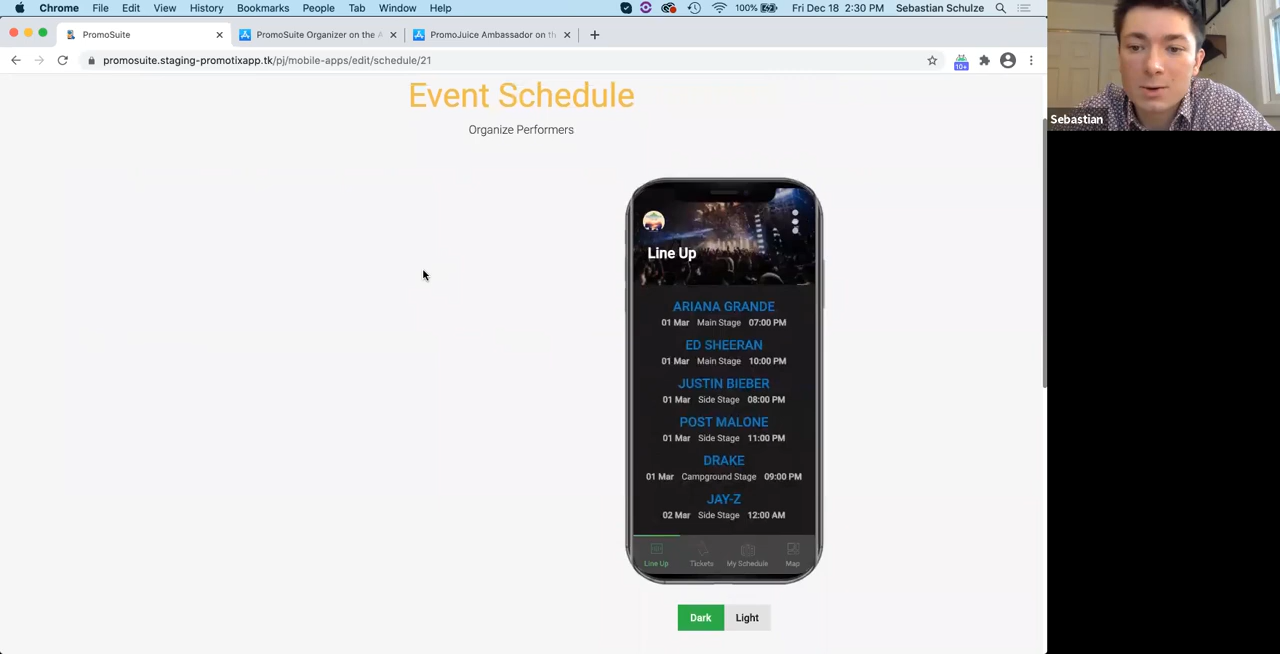 Chrome File Edit View History Bookmarks People Tab Window Help 100% Fri Dec 18 2:30 PM Sebastian Schulze
PromoSuite PromoSuite Organizer on the A PromoJuice Ambassador on th
promosuite.staging-promotixapp.tk/pj/mobile-apps/edit/schedule/21
10+
Sebastian
Event Schedule
Organize Performers
Line Up
ARIANA GRANDE
01 Mar Main Stage 07:00 PM
ED SHEERAN
01 Mar Main Stage 10:00 PM
JUSTIN BIEBER
01 Mar Side Stage 08:00 PM
POST MALONE
01 Mar Side Stage 11:00 PM
DRAKE
01 Mar Campground Stage 09:00 PM
JAY-Z
02 Mar Side Stage 12:00 AM
Line Up Tickets My Schedule Map
Dark Light